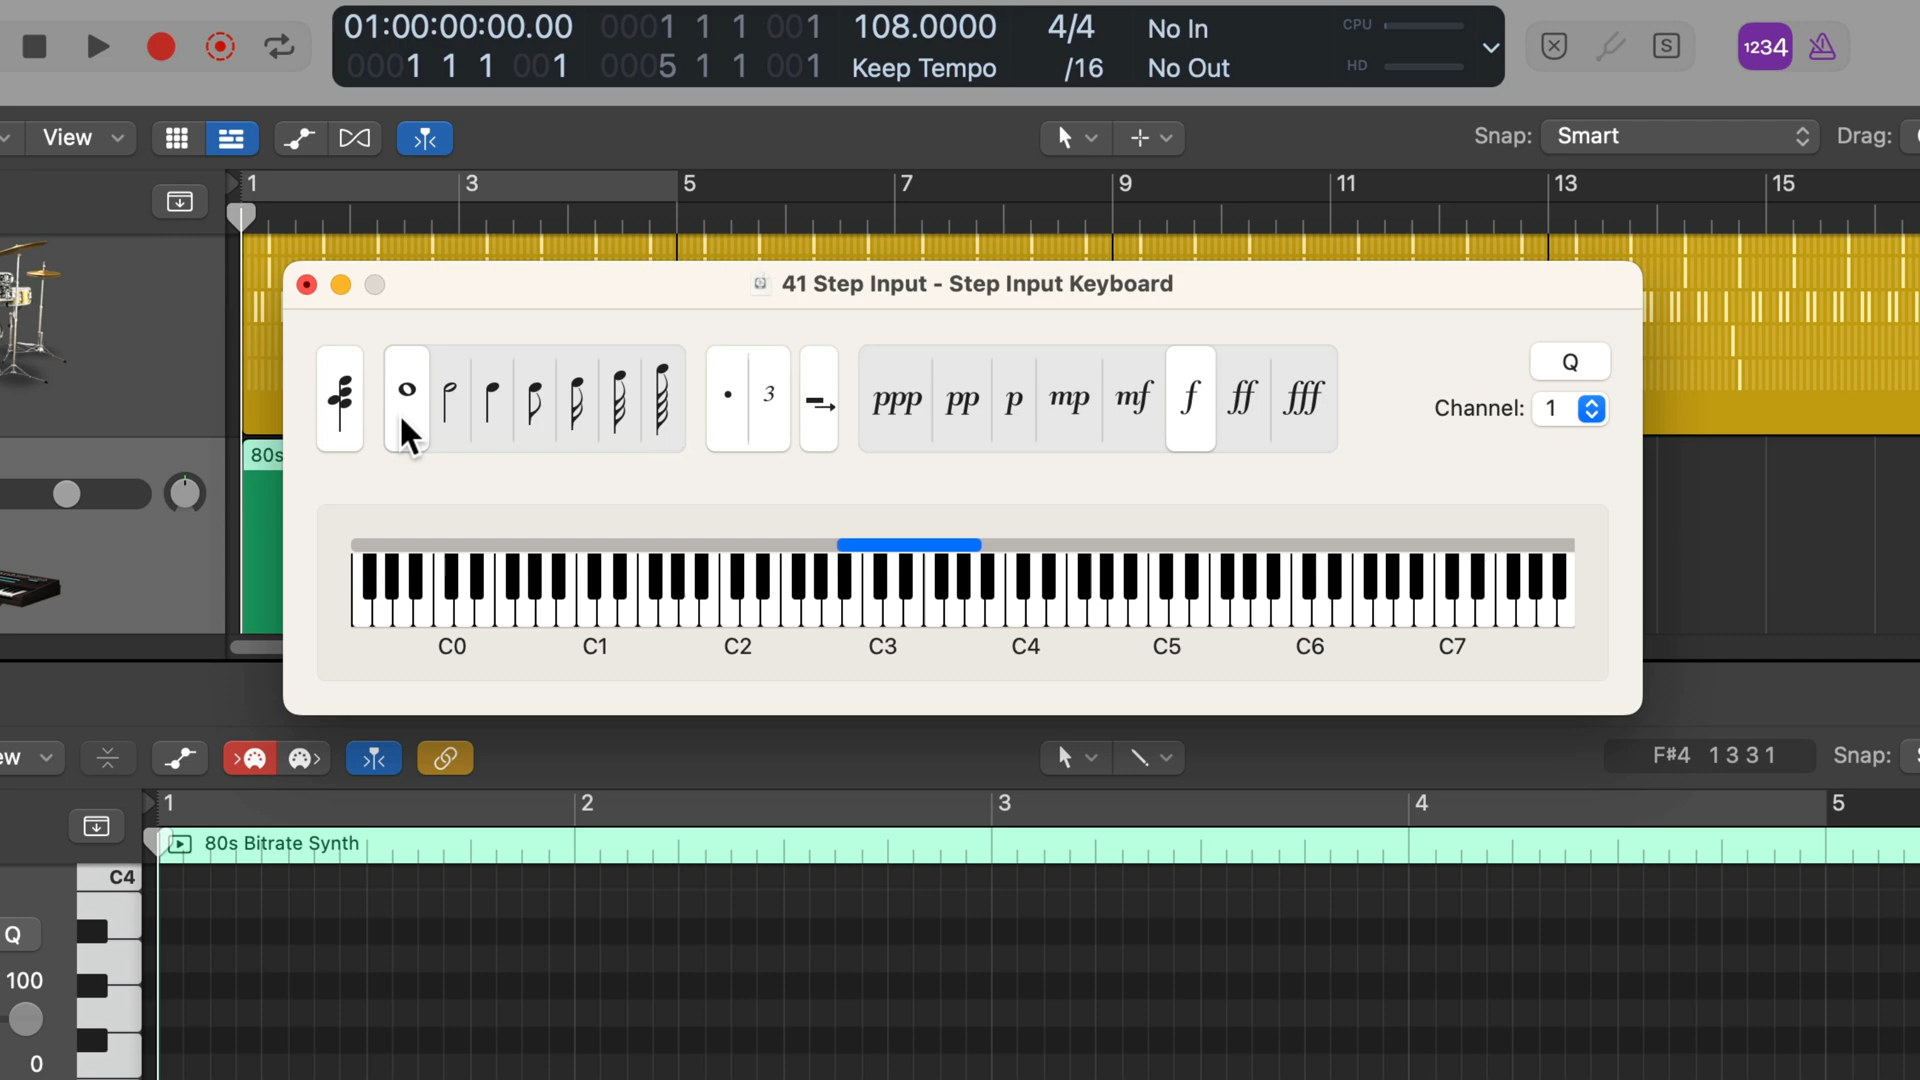 01:00:00:00.00 0001 1 1 001 108.0000 4/4 No In CPU
0001 1 1 001 0005 1 1 001 Keep Tempo /16 No Out HD
S
1234
View
Snap: Smart
Drag:
1 3 5 7 9 11 13 15
41 Step Input - Step Input Keyboard
3
ppp pp p mp mf f ff fff
Q
Channel: 1
80s
C0 C1 C2 C3 C4 C5 C6 C7
ew
F#4 1 3 3 1
Snap:
1 2 3 4 5
80s Bitrate Synth
C4
Q
100
0